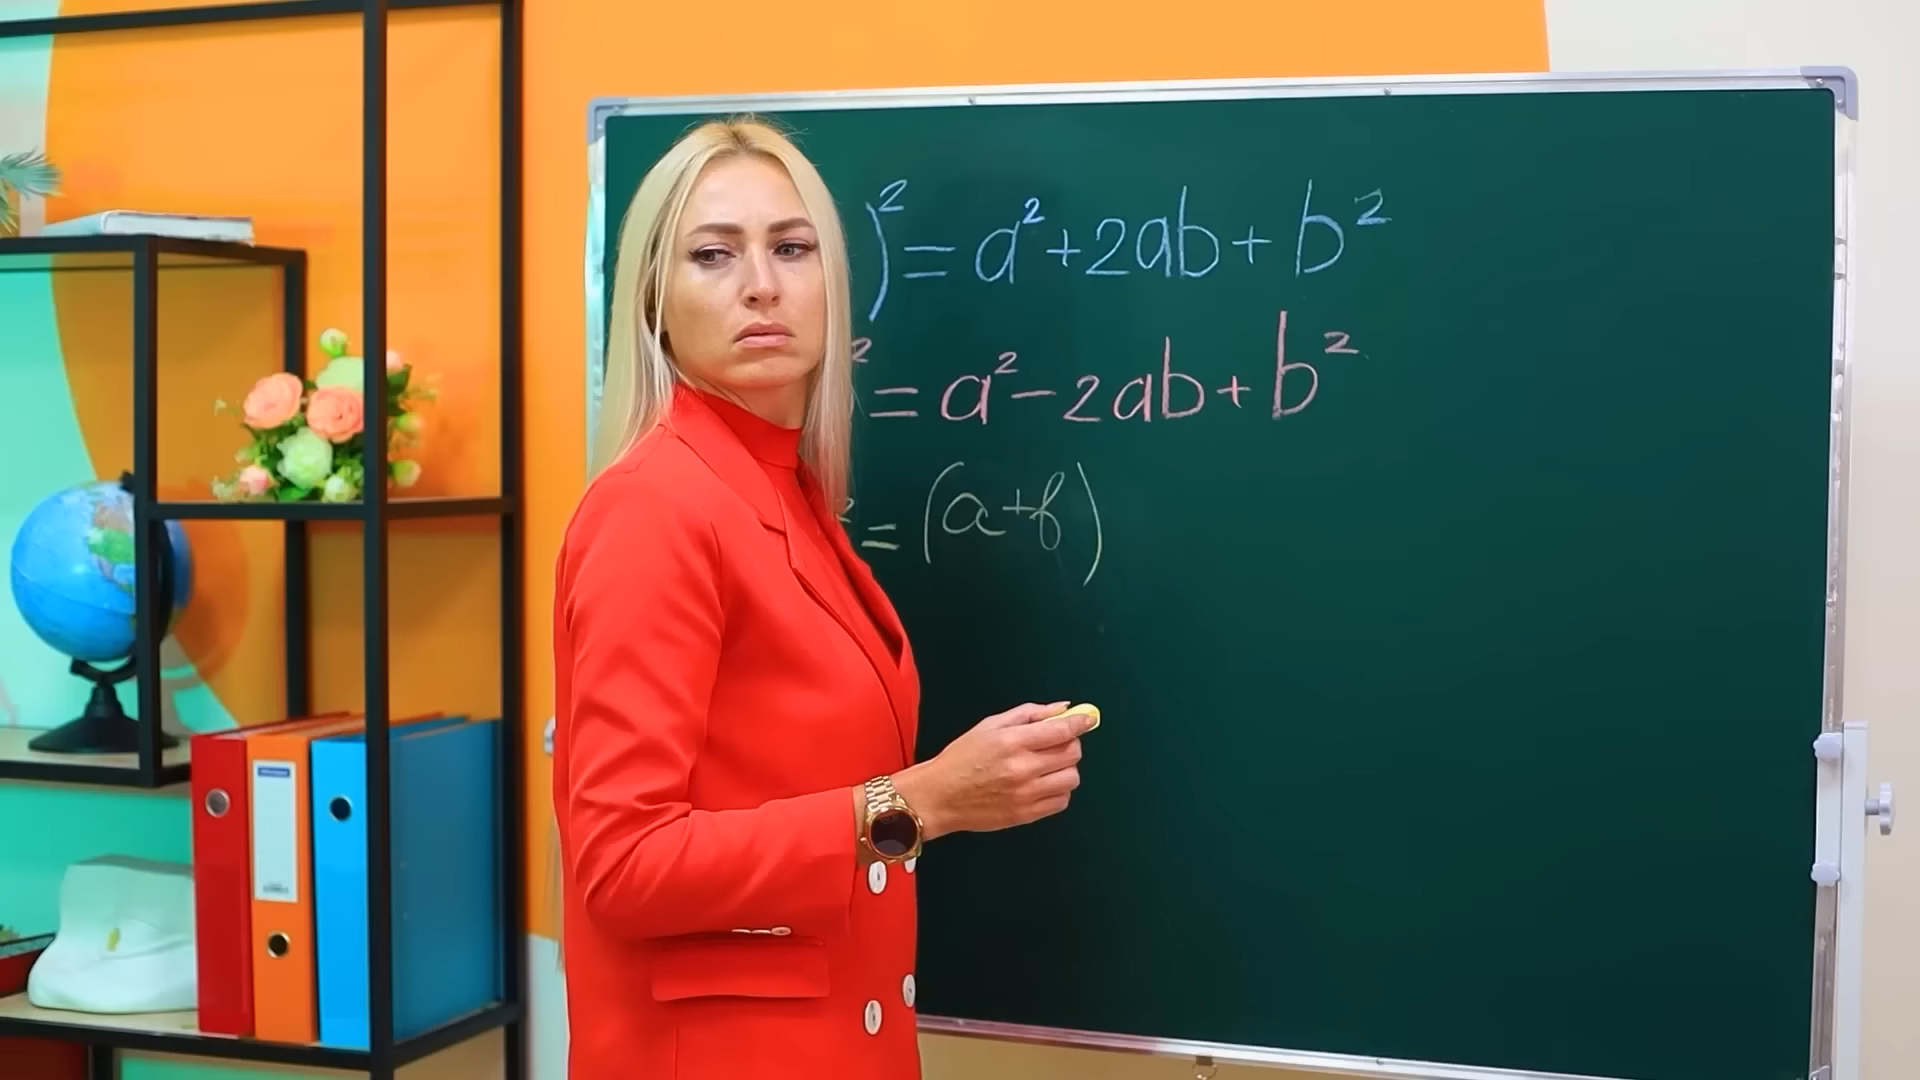 )² = a² + 2ab + b²
² = a² - 2ab + b²
² = (a + b)